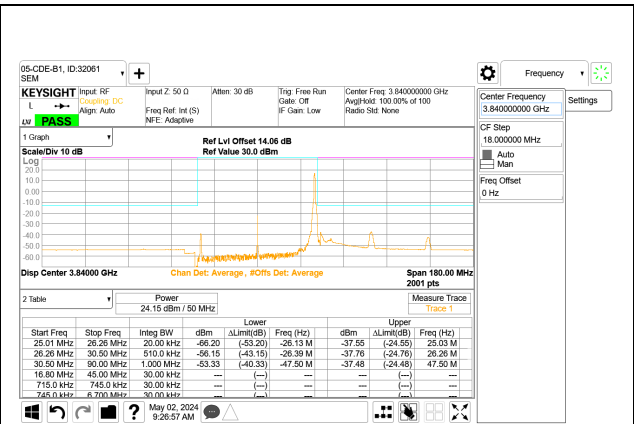 05-CDE-B1, ID:32061
SEM
Frequency
KEYSIGHT
Input: RF
Coupling: DC
Align: Auto
Input Z: 50 Ω
Freq Ref: Int (S)
NFE: Adaptive
Atten: 30 dB
Trig: Free Run
Gate: Off
IF Gain: Low
Center Freq: 3.840000000 GHz
Avg|Hold: 100.00% of 100
Radio Std: None
L
LXI PASS
Center Frequency
3.840000000 GHz
Settings
CF Step
18.000000 MHz
Auto
Man
Freq Offset
0 Hz
1 Graph
Scale/Div 10 dB
Ref Lvl Offset 14.06 dB
Ref Value 30.0 dBm
Log
20.0
10.0
0.00
-10.0
-20.0
-30.0
-40.0
-50.0
-60.0
Disp Center 3.84000 GHz
Chan Det: Average, #Offs Det: Average
Span 180.00 MHz
2001 pts
2 Table
Power
24.15 dBm / 50 MHz
Measure Trace
Trace 1
Lower Upper
Start Freq Stop Freq Integ BW dBm ΔLimit(dB) Freq (Hz) dBm ΔLimit(dB) Freq (Hz)
25.01 MHz 26.26 MHz 20.00 kHz -66.20 (-53.20) -26.13 M -37.55 (-24.55) 25.03 M
26.26 MHz 30.50 MHz 510.0 kHz -56.15 (-43.15) -26.39 M -37.76 (-24.76) 26.26 M
30.50 MHz 90.00 MHz 1.000 MHz -53.33 (-40.33) -47.50 M -37.48 (-24.48) 47.50 M
16.80 MHz 45.00 MHz 30.00 kHz --- (---) --- --- (---) ---
715.0 kHz 745.0 kHz 30.00 kHz --- (---) --- --- (---) ---
745.0 kHz 6.700 MHz 30.00 kHz --- (---) --- --- (---) ---
May 02, 2024
9:26:57 AM